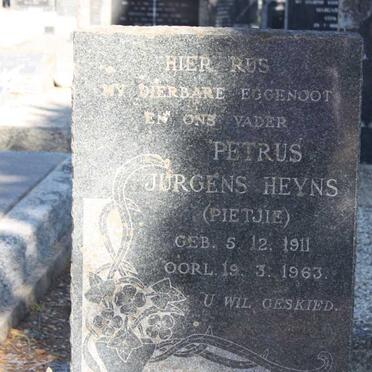 HIER RUS
MY DIERBARE EGGENOOT
EN ONS VADER
PETRUS
JURGENS HEYNS
(PIETJIE)
GEB. 5. 12. 1911
OORL. 19. 3. 1963.
U WIL GESKIED.